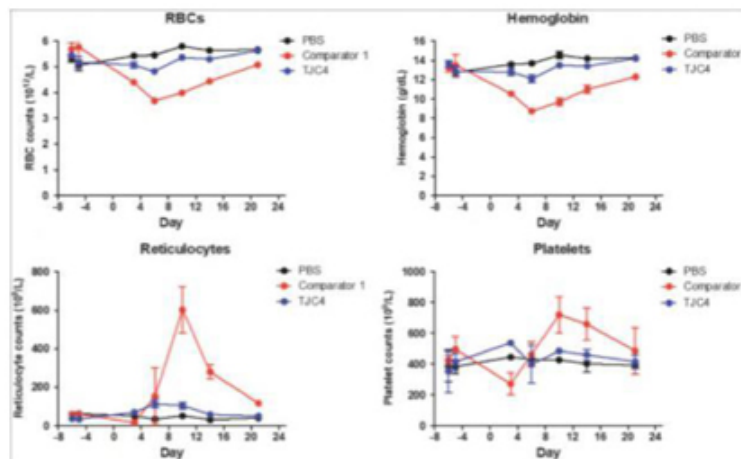 RBCs
RBC counts (10¹²/L)
6
5
4
3
2
1
0
-8 -4 0 4 8 12 16 20 24
Day
PBS
Comparator 1
TJC4
Hemoglobin
Hemoglobin (g/dL)
16
14
12
10
8
6
4
2
0
-8 -4 0 4 8 12 16 20 24
Day
PBS
Comparator 1
TJC4
Reticulocytes
Reticulocyte counts (10⁹/L)
800
600
400
200
0
-8 -4 0 4 8 12 16 20 24
Day
PBS
Comparator 1
TJC4
Platelets
Platelet counts (10⁹/L)
1000
800
600
400
200
0
-8 -4 0 4 8 12 16 20 24
Day
PBS
Comparator 1
TJC4